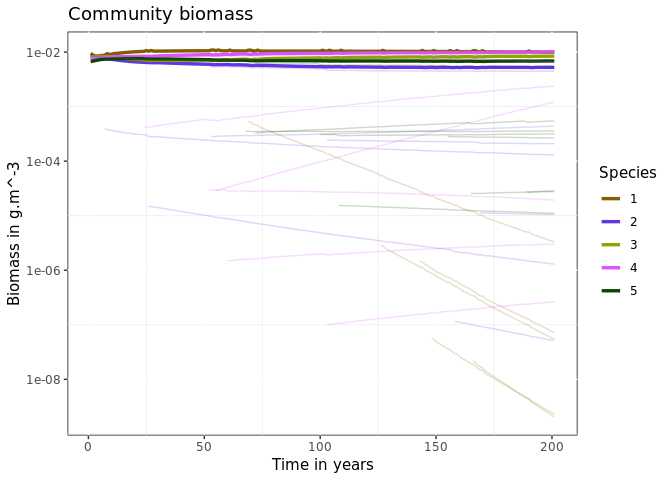 Community biomass
Biomass in g.m^-3
1e-02
1e-04
1e-06
1e-08
0 50 100 150 200
Time in years
Species
1
2
3
4
5